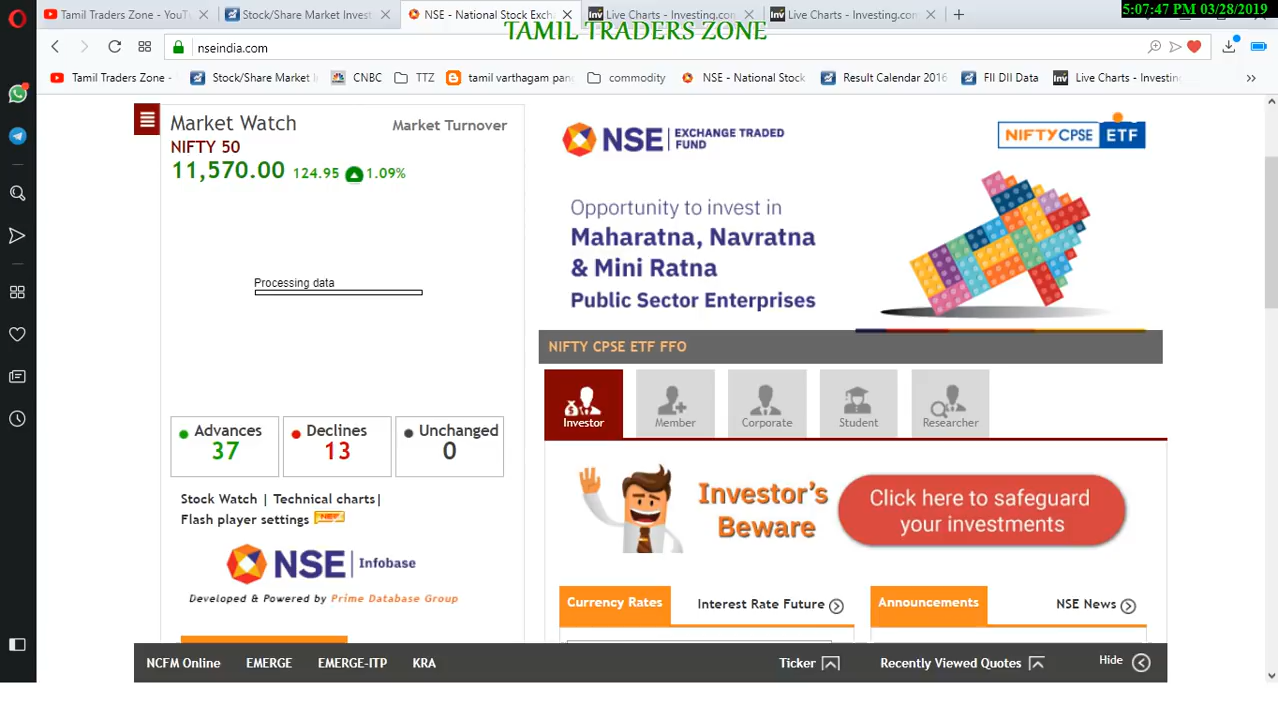 5:07:47 PM 03/28/2019
Tamil Traders Zone - YouT
Stock/Share Market Invest
NSE - National Stock Exch
Live Charts - Investing.com
Live Charts - Investing.com
TAMIL TRADERS ZONE
nseindia.com
Tamil Traders Zone -
Stock/Share Market I
CNBC
TTZ
tamil varthagam pan
commodity
NSE - National Stock
Result Calendar 2016
FII DII Data
Live Charts - Investin
Market Watch
Market Turnover
NIFTY 50
11,570.00 124.95 1.09%
Processing data
Advances
37
Declines
13
Unchanged
0
Stock Watch | Technical charts|
Flash player settings NEW
NSE Infobase
Developed & Powered by Prime Database Group
NSE EXCHANGE TRADED FUND
NIFTY CPSE ETF
Opportunity to invest in
Maharatna, Navratna
& Mini Ratna
Public Sector Enterprises
NIFTY CPSE ETF FFO
Investor
Member
Corporate
Student
Researcher
Investor's
Beware
Click here to safeguard
your investments
Currency Rates
Interest Rate Future
Announcements
NSE News
NCFM Online
EMERGE
EMERGE-ITP
KRA
Ticker
Recently Viewed Quotes
Hide